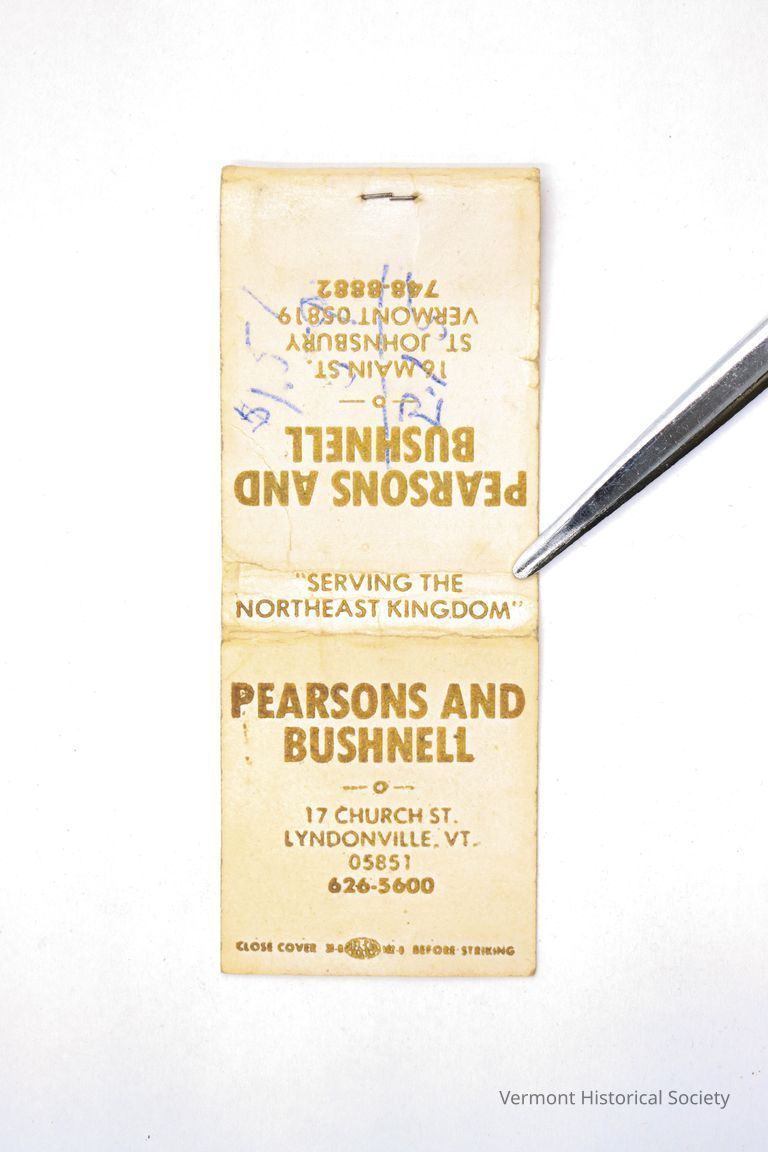 PEARSONS AND
BUSHNELL
16 MAIN ST.
ST. JOHNSBURY
VERMONT 05819
748-8882
"SERVING THE
NORTHEAST KINGDOM"
PEARSONS AND
BUSHNELL
17 CHURCH ST.
LYNDONVILLE, VT.
05851
626-5600
CLOSE COVER BEFORE STRIKING
Vermont Historical Society